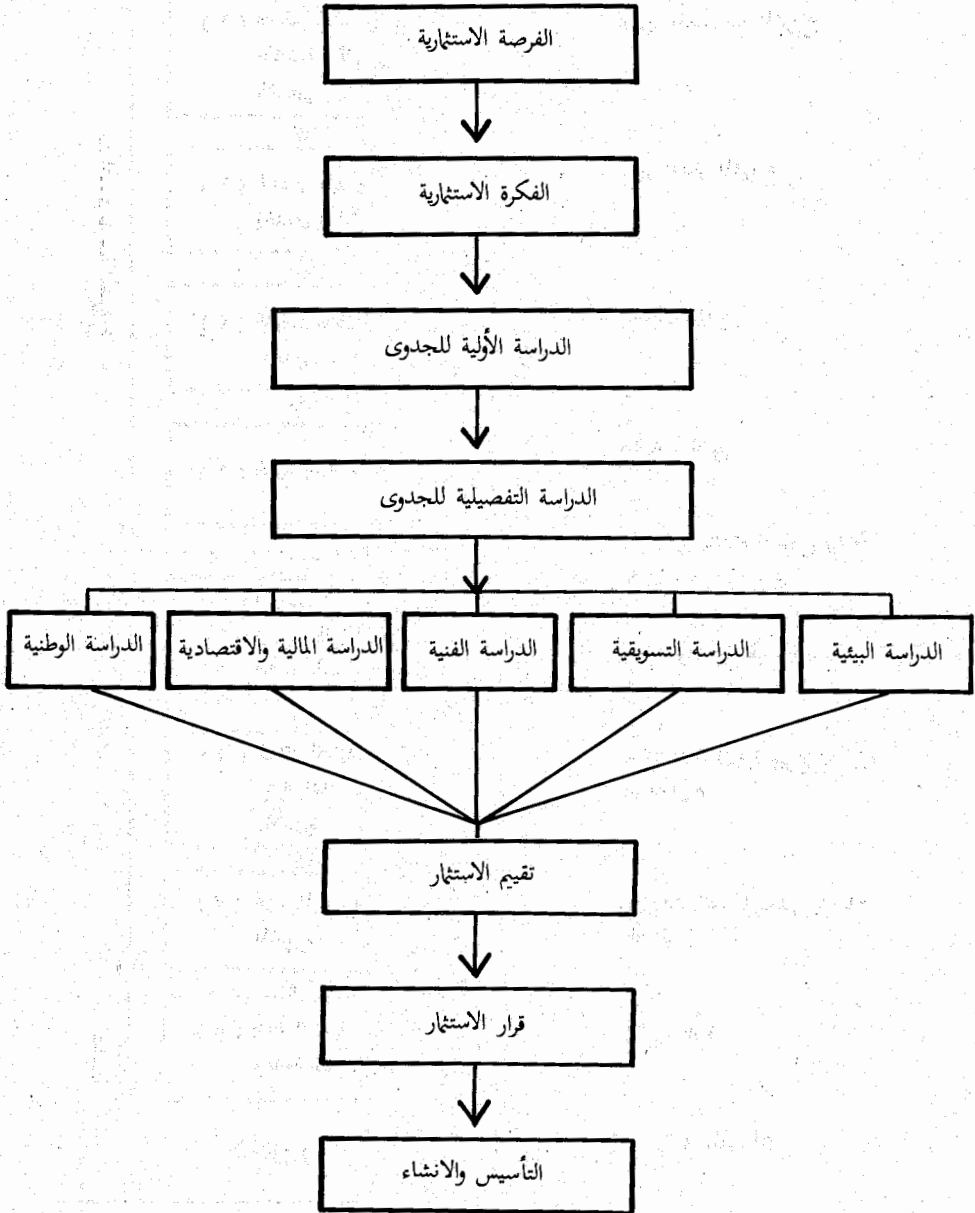 الفرصة الاستثمارية
الفكرة الاستثمارية
الدراسة الأولية للجدوى
الدراسة التفصيلية للجدوى
الدراسة البيئية
الدراسة التسويقية
الدراسة الفنية
الدراسة المالية والاقتصادية
الدراسة الوطنية
تقييم الاستثمار
قرار الاستثمار
التأسيس والانشاء